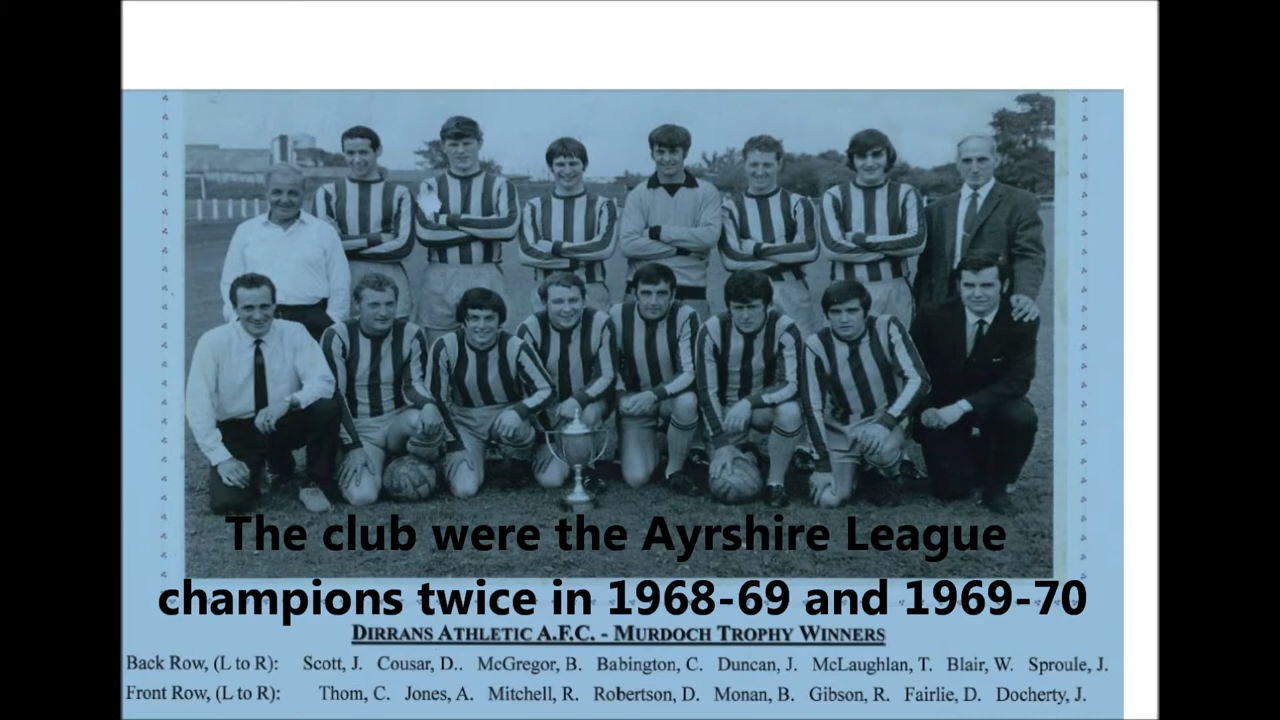 The club were the Ayrshire League
champions twice in 1968-69 and 1969-70
DIRRANS ATHLETIC A.F.C. - MURDOCH TROPHY WINNERS
Back Row, (L to R): Scott, J. Cousar, D.. McGregor, B. Babington, C. Duncan, J. McLaughlan, T. Blair, W. Sproule, J.
Front Row, (L to R): Thom, C. Jones, A. Mitchell, R. Robertson, D. Monan, B. Gibson, R. Fairlie, D. Docherty, J.